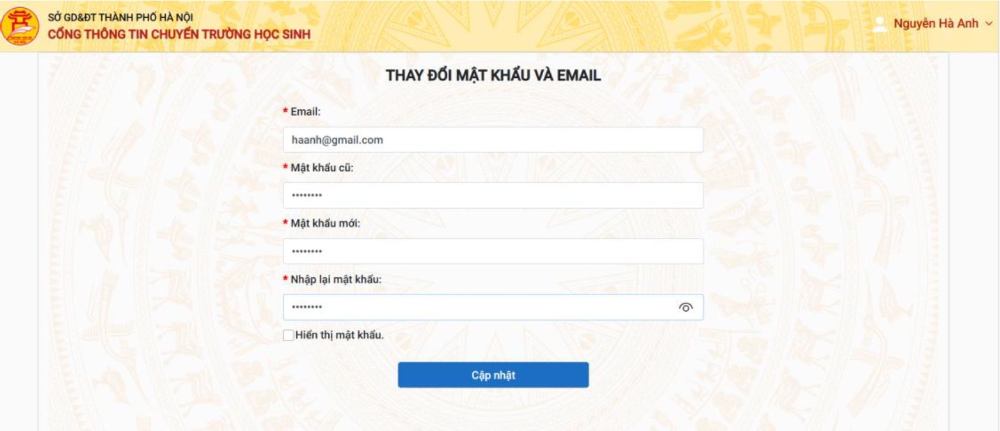 SỞ GD&ĐT THÀNH PHỐ HÀ NỘI
CỔNG THÔNG TIN CHUYỂN TRƯỜNG HỌC SINH
Nguyễn Hà Anh
THAY ĐỔI MẬT KHẨU VÀ EMAIL
* Email:
haanh@gmail.com
* Mật khẩu cũ:
••••••••
* Mật khẩu mới:
••••••••
* Nhập lại mật khẩu:
••••••••
Hiển thị mật khẩu.
Cập nhật